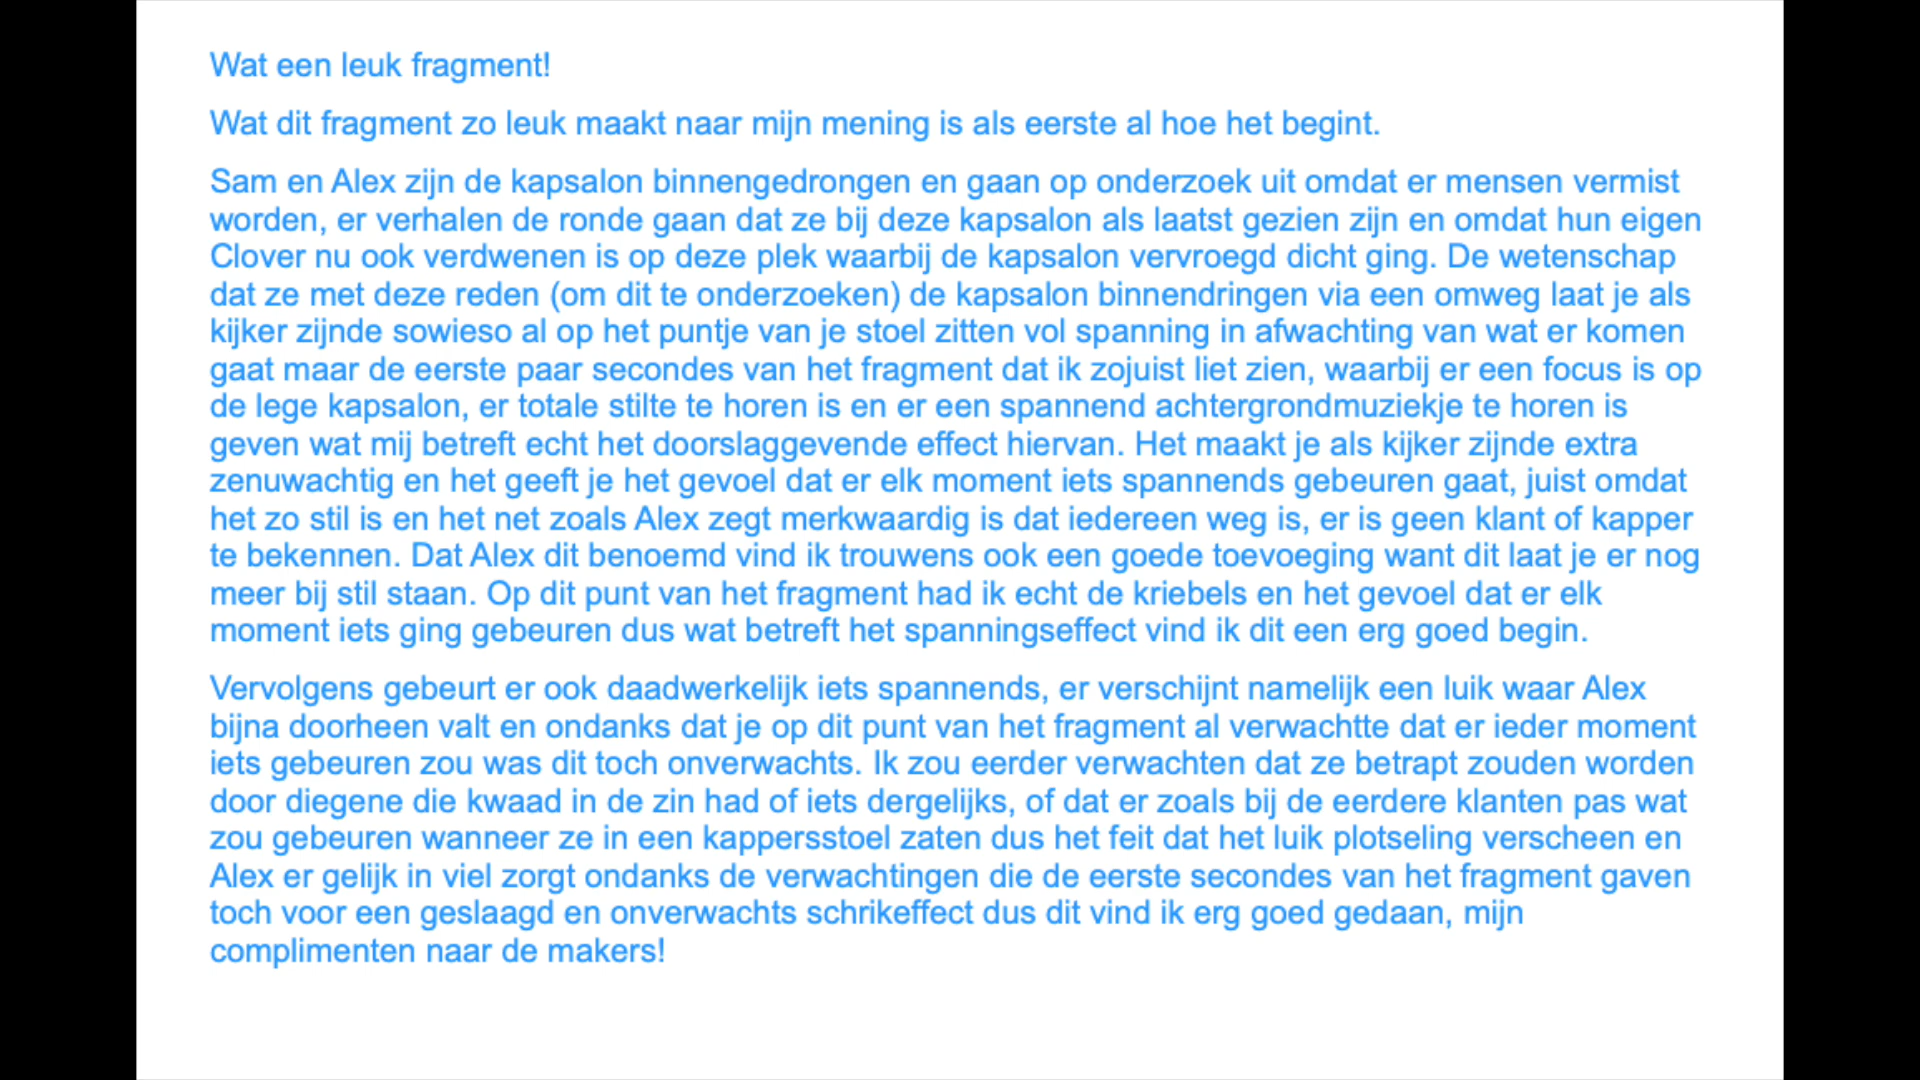 Wat een leuk fragment!
Wat dit fragment zo leuk maakt naar mijn mening is als eerste al hoe het begint.
Sam en Alex zijn de kapsalon binnengedrongen en gaan op onderzoek uit omdat er mensen vermist
worden, er verhalen de ronde gaan dat ze bij deze kapsalon als laatst gezien zijn en omdat hun eigen
Clover nu ook verdwenen is op deze plek waarbij de kapsalon vervroegd dicht ging. De wetenschap
dat ze met deze reden (om dit te onderzoeken) de kapsalon binnendringen via een omweg laat je als
kijker zijnde sowieso al op het puntje van je stoel zitten vol spanning in afwachting van wat er komen
gaat maar de eerste paar secondes van het fragment dat ik zojuist liet zien, waarbij er een focus is op
de lege kapsalon, er totale stilte te horen is en er een spannend achtergrondmuziekje te horen is
geven wat mij betreft echt het doorslaggevende effect hiervan. Het maakt je als kijker zijnde extra
zenuwachtig en het geeft je het gevoel dat er elk moment iets spannends gebeuren gaat, juist omdat
het zo stil is en het net zoals Alex zegt merkwaardig is dat iedereen weg is, er is geen klant of kapper
te bekennen. Dat Alex dit benoemd vind ik trouwens ook een goede toevoeging want dit laat je er nog
meer bij stil staan. Op dit punt van het fragment had ik echt de kriebels en het gevoel dat er elk
moment iets ging gebeuren dus wat betreft het spanningseffect vind ik dit een erg goed begin.
Vervolgens gebeurt er ook daadwerkelijk iets spannends, er verschijnt namelijk een luik waar Alex
bijna doorheen valt en ondanks dat je op dit punt van het fragment al verwachtte dat er ieder moment
iets gebeuren zou was dit toch onverwachts. Ik zou eerder verwachten dat ze betrapt zouden worden
door diegene die kwaad in de zin had of iets dergelijks, of dat er zoals bij de eerdere klanten pas wat
zou gebeuren wanneer ze in een kappersstoel zaten dus het feit dat het luik plotseling verscheen en
Alex er gelijk in viel zorgt ondanks de verwachtingen die de eerste secondes van het fragment gaven
toch voor een geslaagd en onverwachts schrikeffect dus dit vind ik erg goed gedaan, mijn
complimenten naar de makers!